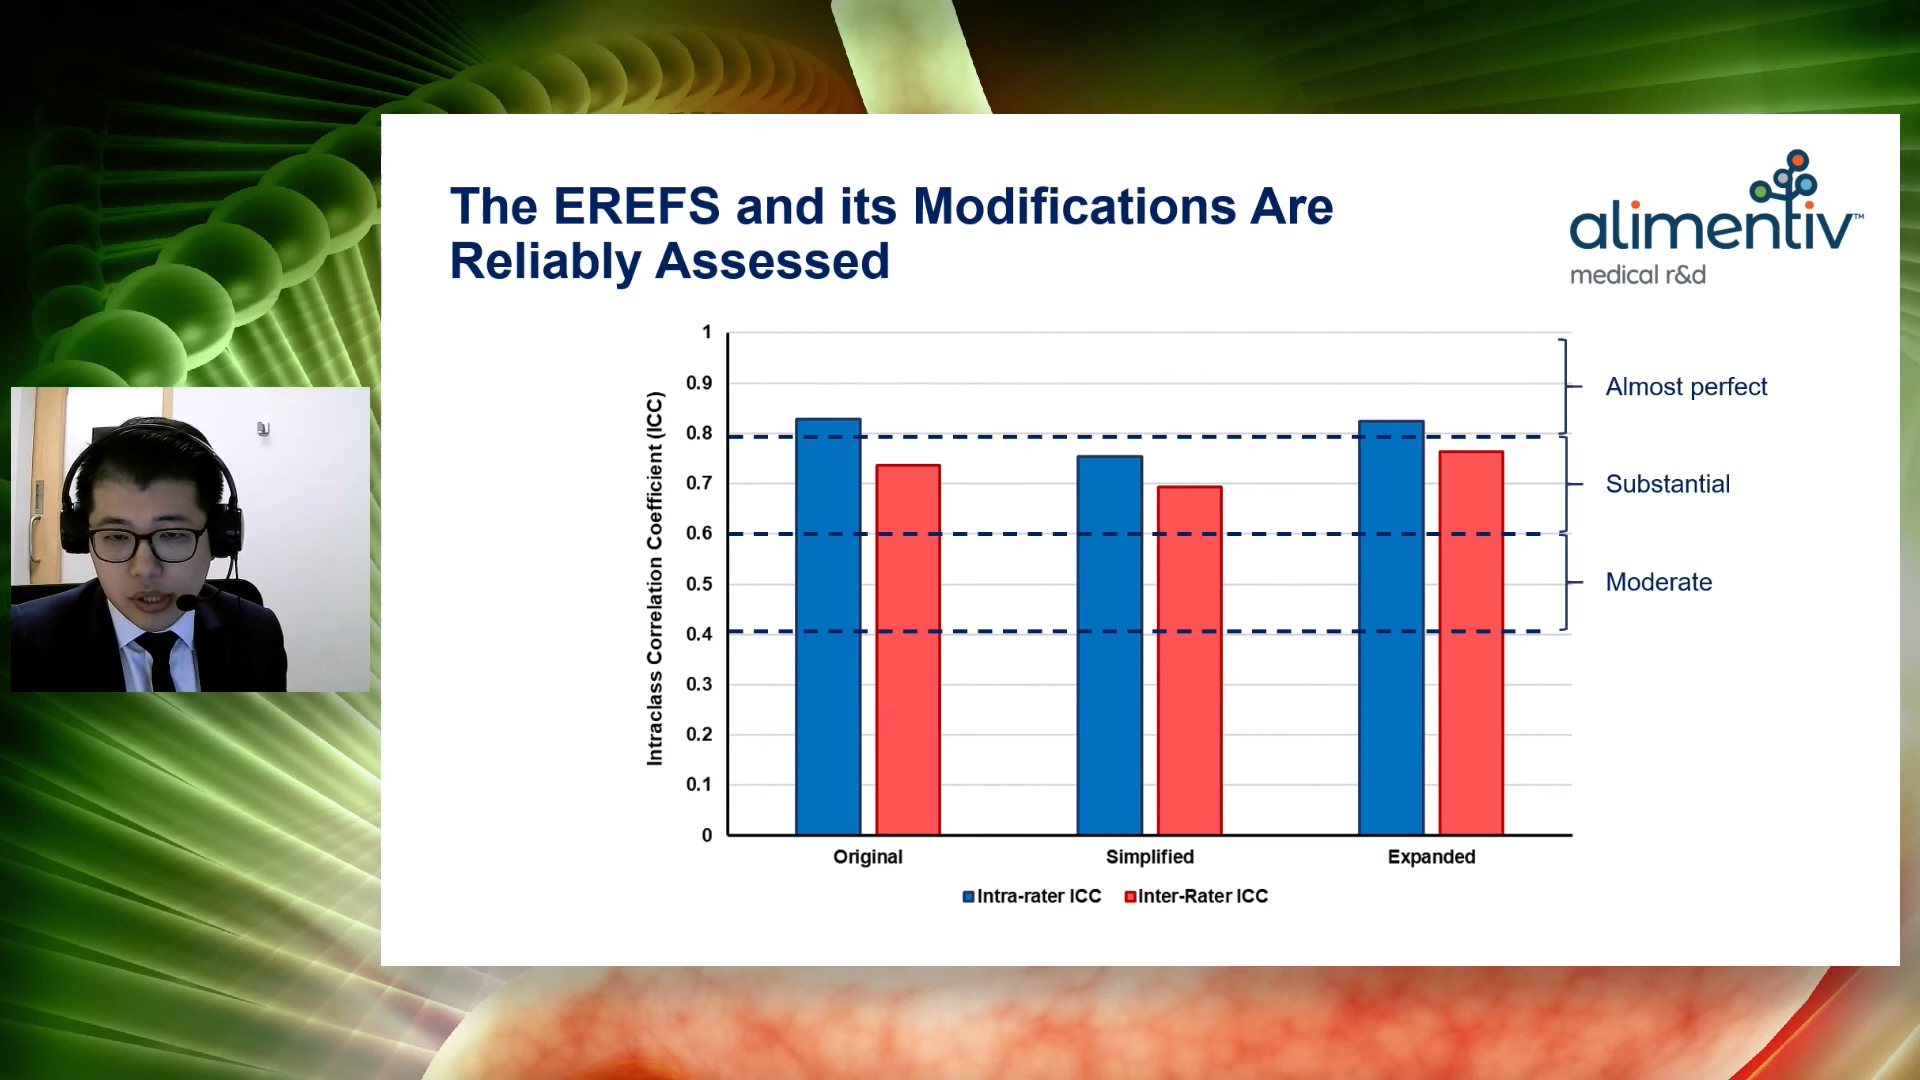 The EREFS and its Modifications Are
Reliably Assessed
alimentiv™
medical r&d
Intraclass Correlation Coefficient (ICC)
1
0.9
0.8
0.7
0.6
0.5
0.4
0.3
0.2
0.1
0
Almost perfect
Substantial
Moderate
Original
Simplified
Expanded
Intra-rater ICC
Inter-Rater ICC